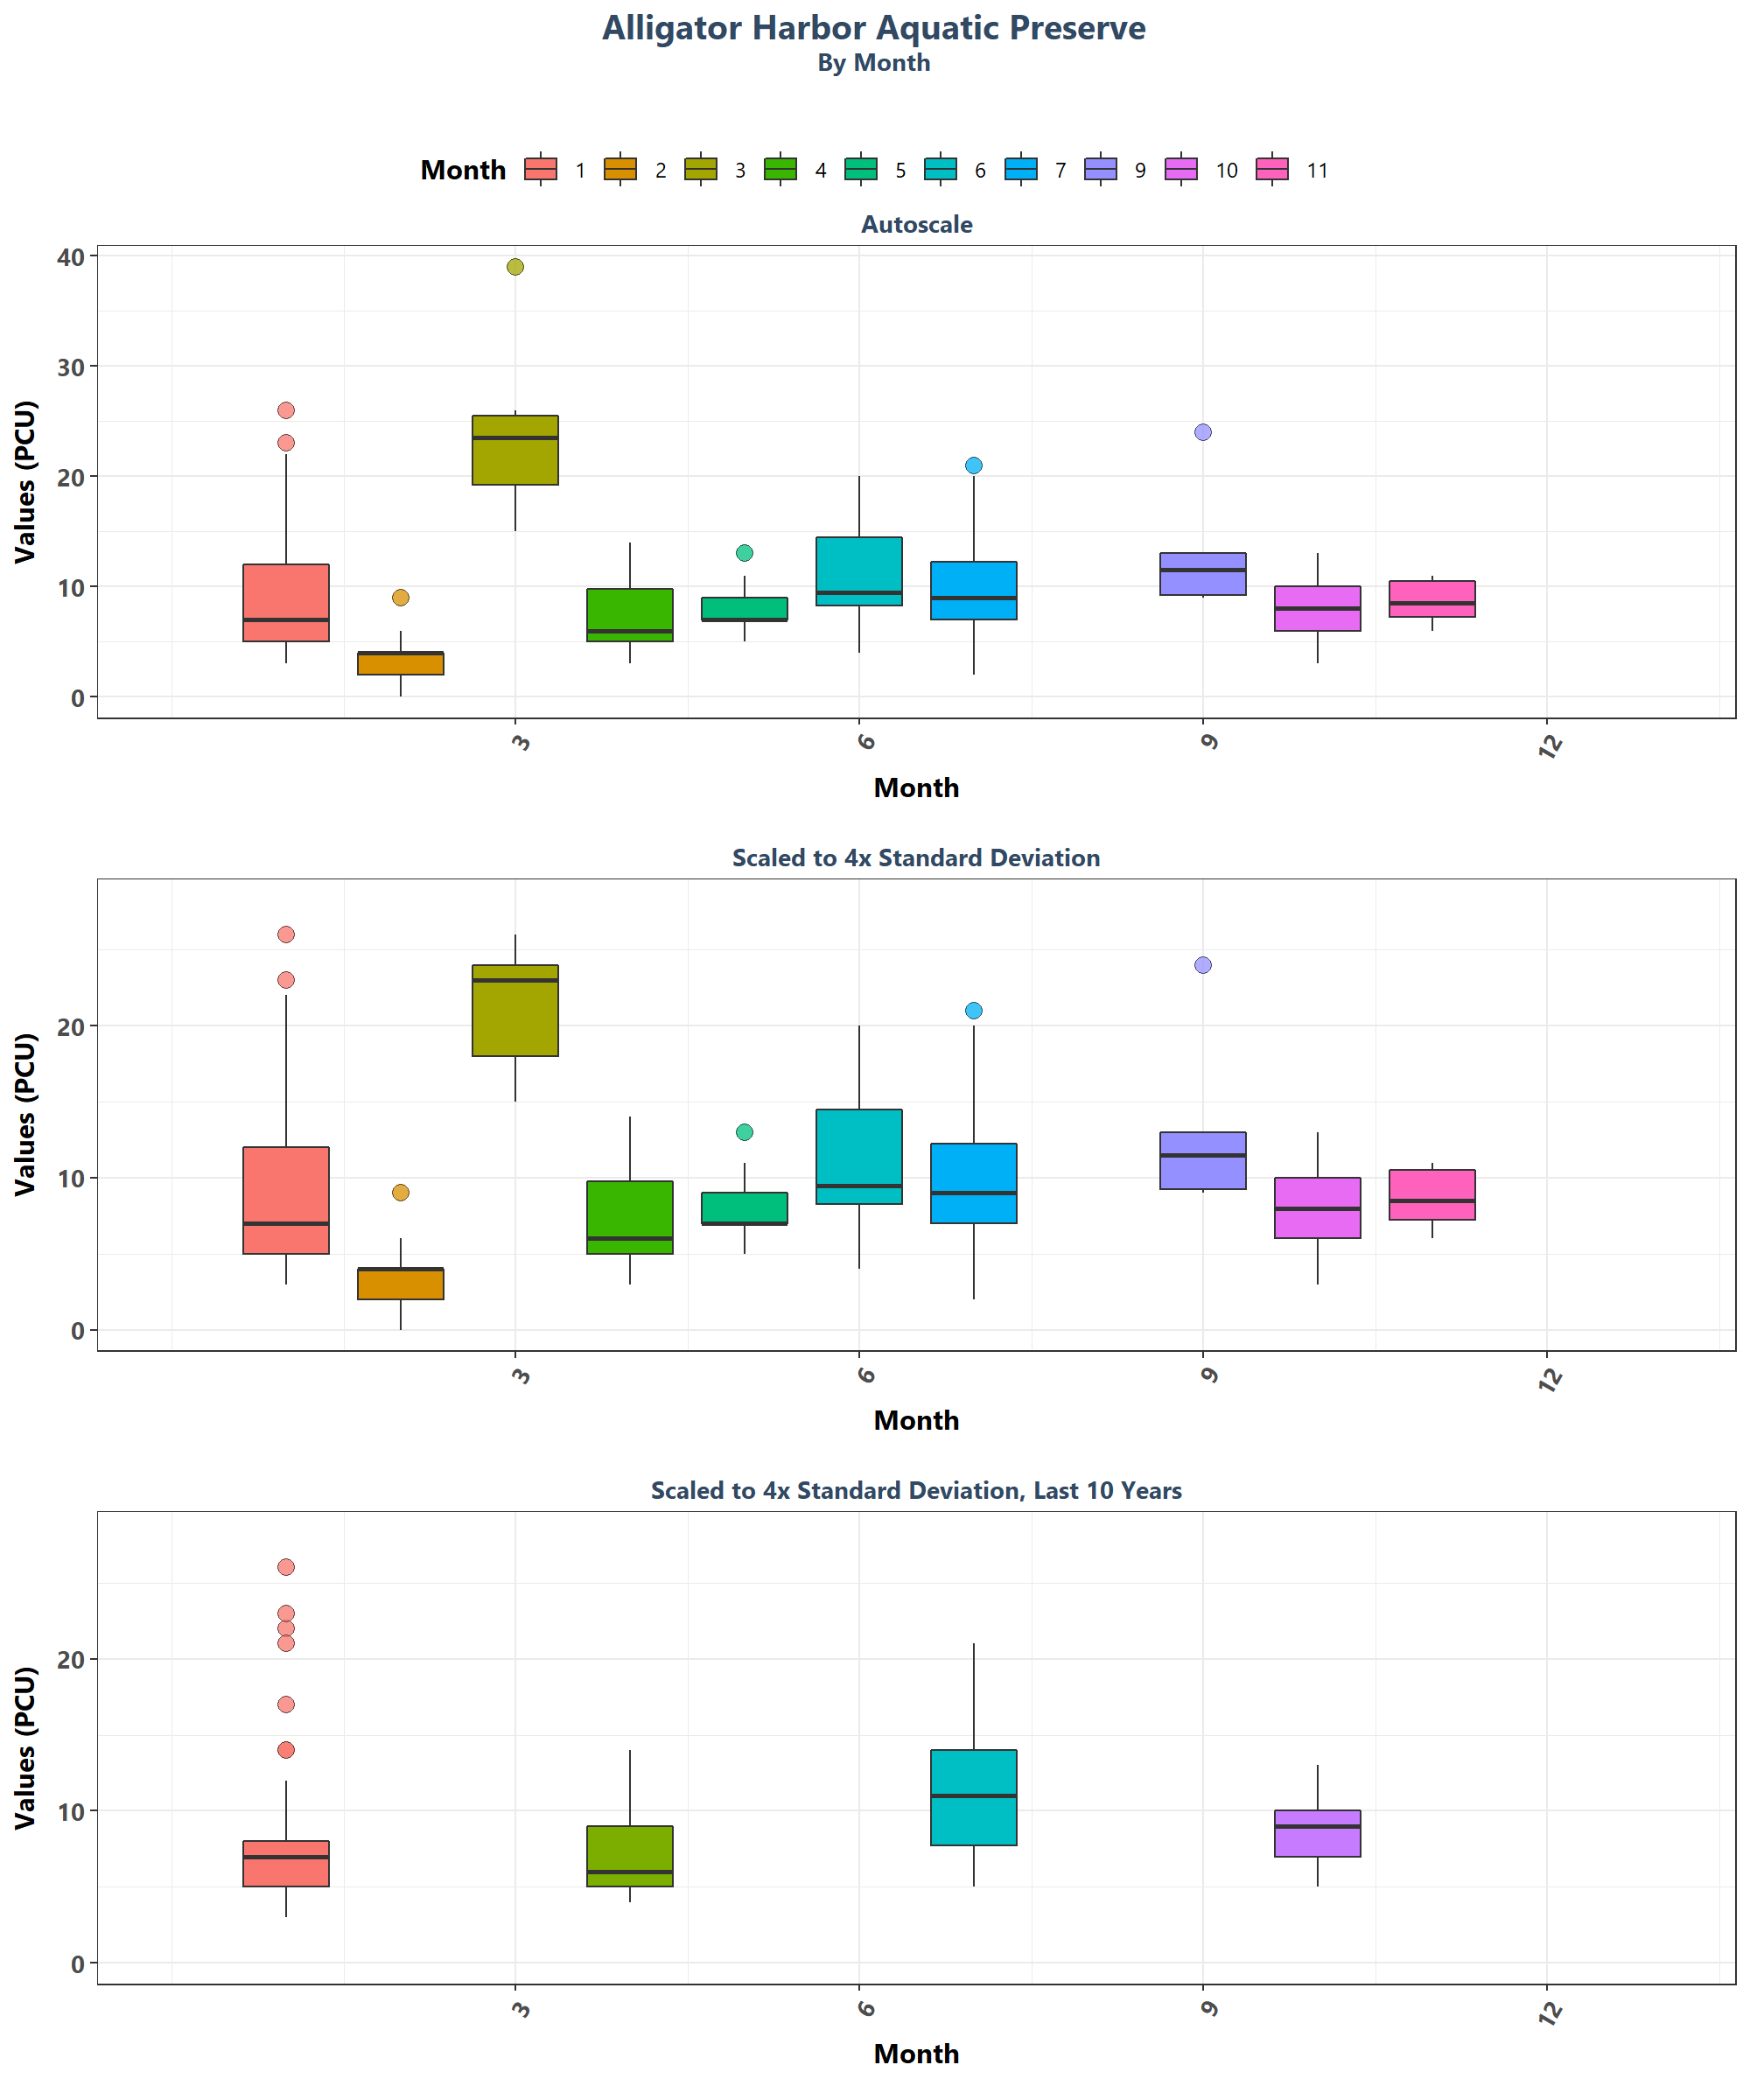 Alligator Harbor Aquatic Preserve
By Month
Month 1 2 3 4 5 6 7 9 10 11
Autoscale
Values (PCU)
40
30
20
10
0
3 6 9 12
Month
Scaled to 4x Standard Deviation
Values (PCU)
20
10
0
3 6 9 12
Month
Scaled to 4x Standard Deviation, Last 10 Years
Values (PCU)
20
10
0
3 6 9 12
Month